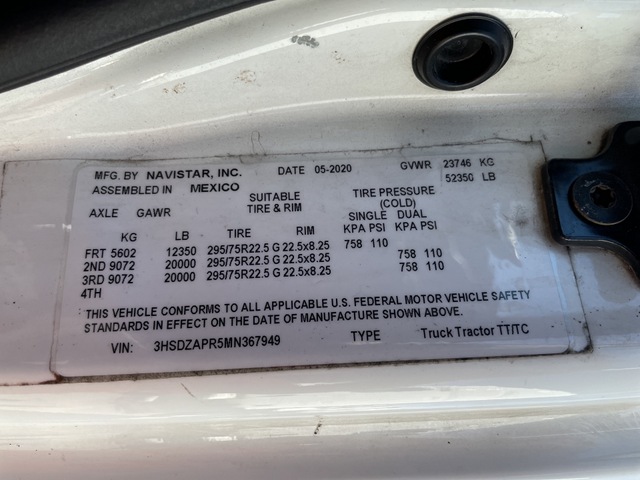 MFG. BY NAVISTAR, INC. DATE 05-2020 GVWR 23746 KG
ASSEMBLED IN MEXICO 52350 LB
SUITABLE TIRE PRESSURE
AXLE GAWR TIRE & RIM (COLD)
SINGLE DUAL
KG LB TIRE RIM KPA PSI KPA PSI
FRT 5602 12350 295/75R22.5 G 22.5x8.25 758 110
2ND 9072 20000 295/75R22.5 G 22.5x8.25 758 110
3RD 9072 20000 295/75R22.5 G 22.5x8.25 758 110
4TH
THIS VEHICLE CONFORMS TO ALL APPLICABLE U.S. FEDERAL MOTOR VEHICLE SAFETY
STANDARDS IN EFFECT ON THE DATE OF MANUFACTURE SHOWN ABOVE.
VIN: 3HSDZAPR5MN367949 TYPE Truck Tractor TT/TC